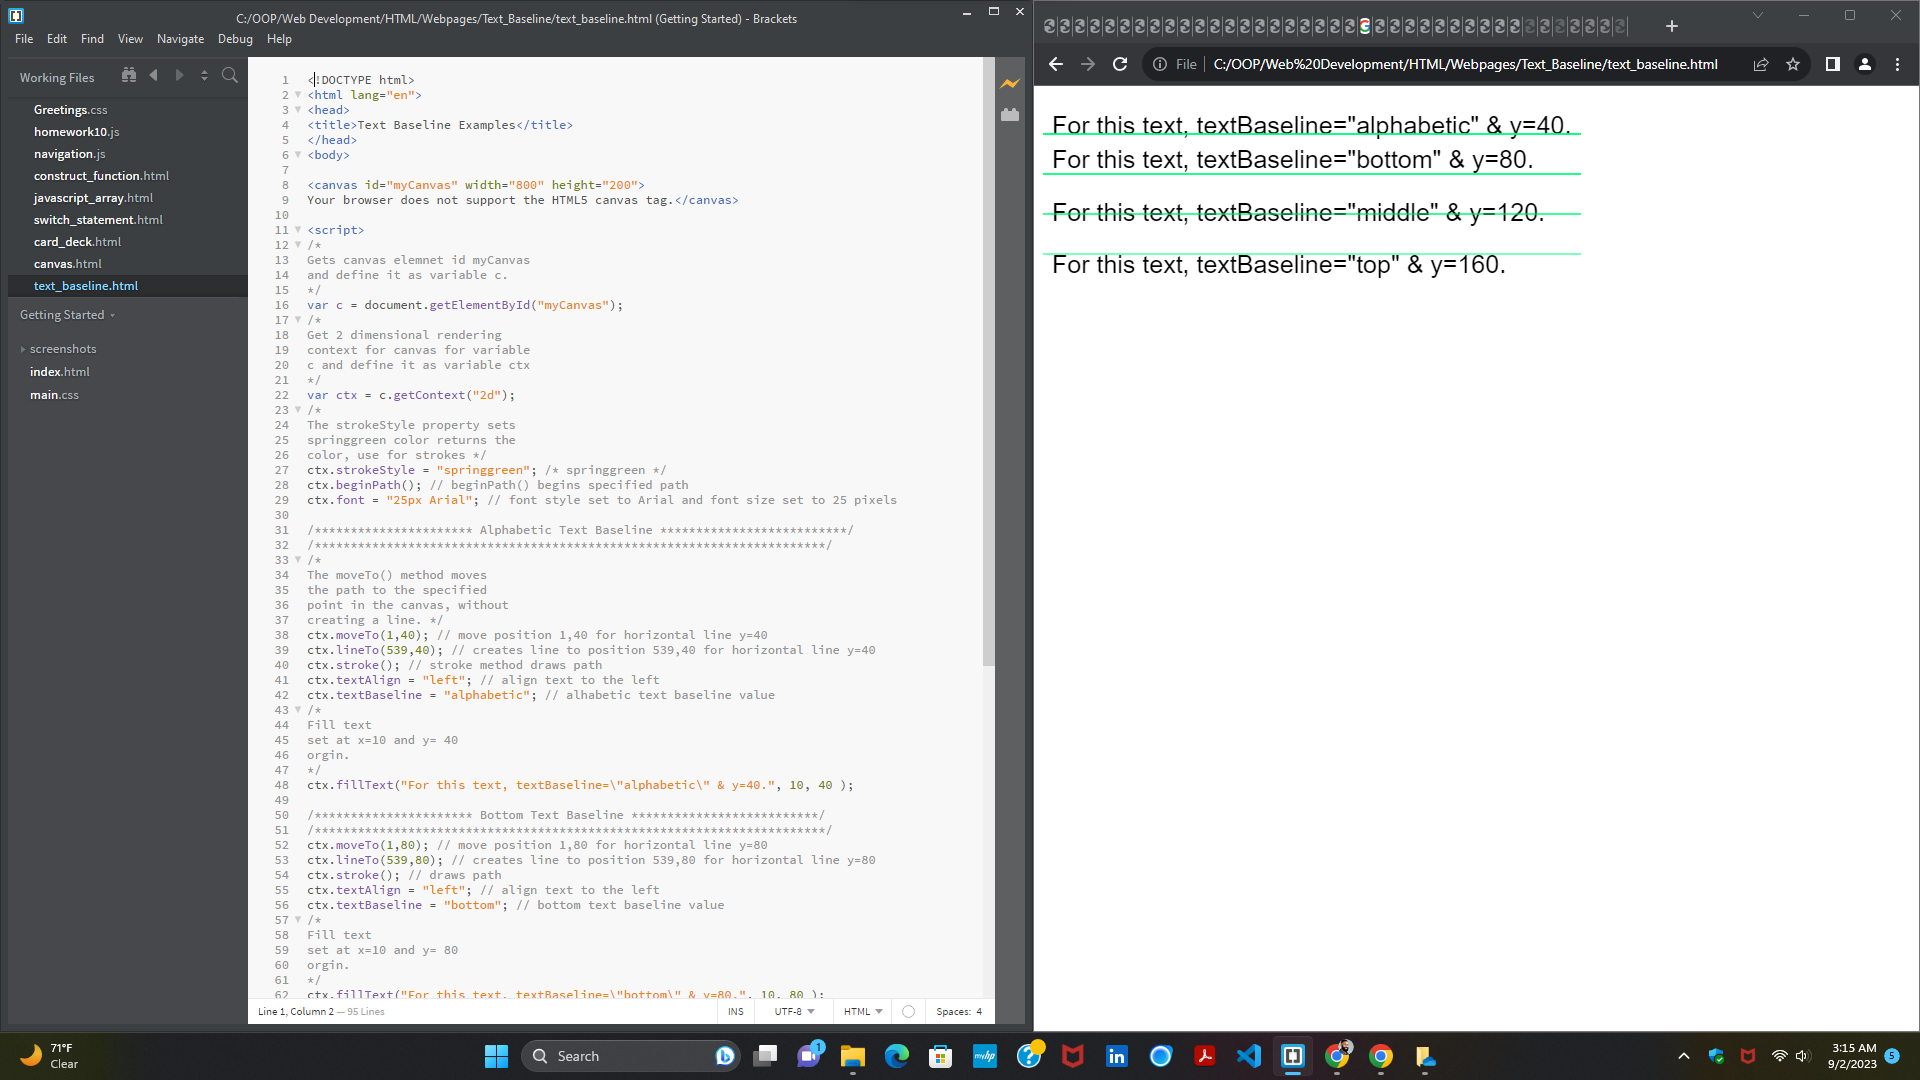 C:/OOP/Web Development/HTML/Webpages/Text_Baseline/text_baseline.html (Getting Started) - Brackets
File Edit Find View Navigate Debug Help
Working Files
Greetings.css
homework10.js
navigation.js
construct_function.html
javascript_array.html
switch_statement.html
card_deck.html
canvas.html
text_baseline.html
Getting Started
screenshots
index.html
main.css
1 <!DOCTYPE html>
2 <html lang="en">
3 <head>
4 <title>Text Baseline Examples</title>
5 </head>
6 <body>
7
8 <canvas id="myCanvas" width="800" height="200">
9 Your browser does not support the HTML5 canvas tag.</canvas>
10
11 <script>
12 /*
13 Gets canvas elemnet id myCanvas
14 and define it as variable c.
15 */
16 var c = document.getElementById("myCanvas");
17 /*
18 Get 2 dimensional rendering
19 context for canvas for variable
20 c and define it as variable ctx
21 */
22 var ctx = c.getContext("2d");
23 /*
24 The strokeStyle property sets
25 springgreen color returns the
26 color, use for strokes */
27 ctx.strokeStyle = "springgreen"; /* springgreen */
28 ctx.beginPath(); // beginPath() begins specified path
29 ctx.font = "25px Arial"; // font style set to Arial and font size set to 25 pixels
30
31 /********************** Alphabetic Text Baseline **************************/
32 /***********************************************************************/
33 /*
34 The moveTo() method moves
35 the path to the specified
36 point in the canvas, without
37 creating a line. */
38 ctx.moveTo(1,40); // move position 1,40 for horizontal line y=40
39 ctx.lineTo(539,40); // creates line to position 539,40 for horizontal line y=40
40 ctx.stroke(); // stroke method draws path
41 ctx.textAlign = "left"; // align text to the left
42 ctx.textBaseline = "alphabetic"; // alhabetic text baseline value
43 /*
44 Fill text
45 set at x=10 and y= 40
46 orgin.
47 */
48 ctx.fillText("For this text, textBaseline=\"alphabetic\" & y=40.", 10, 40 );
49
50 /********************** Bottom Text Baseline **************************/
51 /***********************************************************************/
52 ctx.moveTo(1,80); // move position 1,80 for horizontal line y=80
53 ctx.lineTo(539,80); // creates line to position 539,80 for horizontal line y=80
54 ctx.stroke(); // draws path
55 ctx.textAlign = "left"; // align text to the left
56 ctx.textBaseline = "bottom"; // bottom text baseline value
57 /*
58 Fill text
59 set at x=10 and y= 80
60 orgin.
61 */
62 ctx.fillText("For this text, textBaseline=\"bottom\" & y=80.", 10, 80 );
Line 1, Column 2 — 95 Lines
INS UTF-8 HTML Spaces: 4
File C:/OOP/Web%20Development/HTML/Webpages/Text_Baseline/text_baseline.html
For this text, textBaseline="alphabetic" & y=40.
For this text, textBaseline="bottom" & y=80.
For this text, textBaseline="middle" & y=120.
For this text, textBaseline="top" & y=160.
71°F
Clear
Search
1
myhp
in
3:15 AM
9/2/2023
5